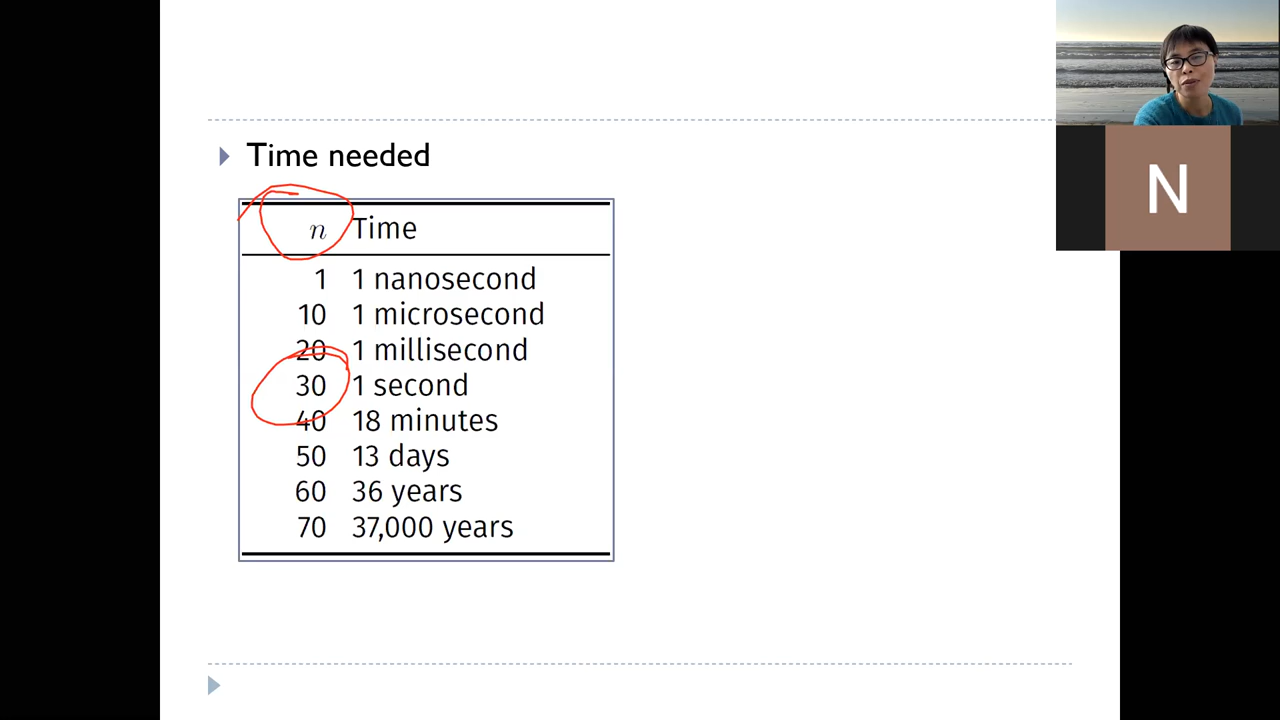 Time needed
n Time
1 1 nanosecond
10 1 microsecond
20 1 millisecond
30 1 second
40 18 minutes
50 13 days
60 36 years
70 37,000 years
N